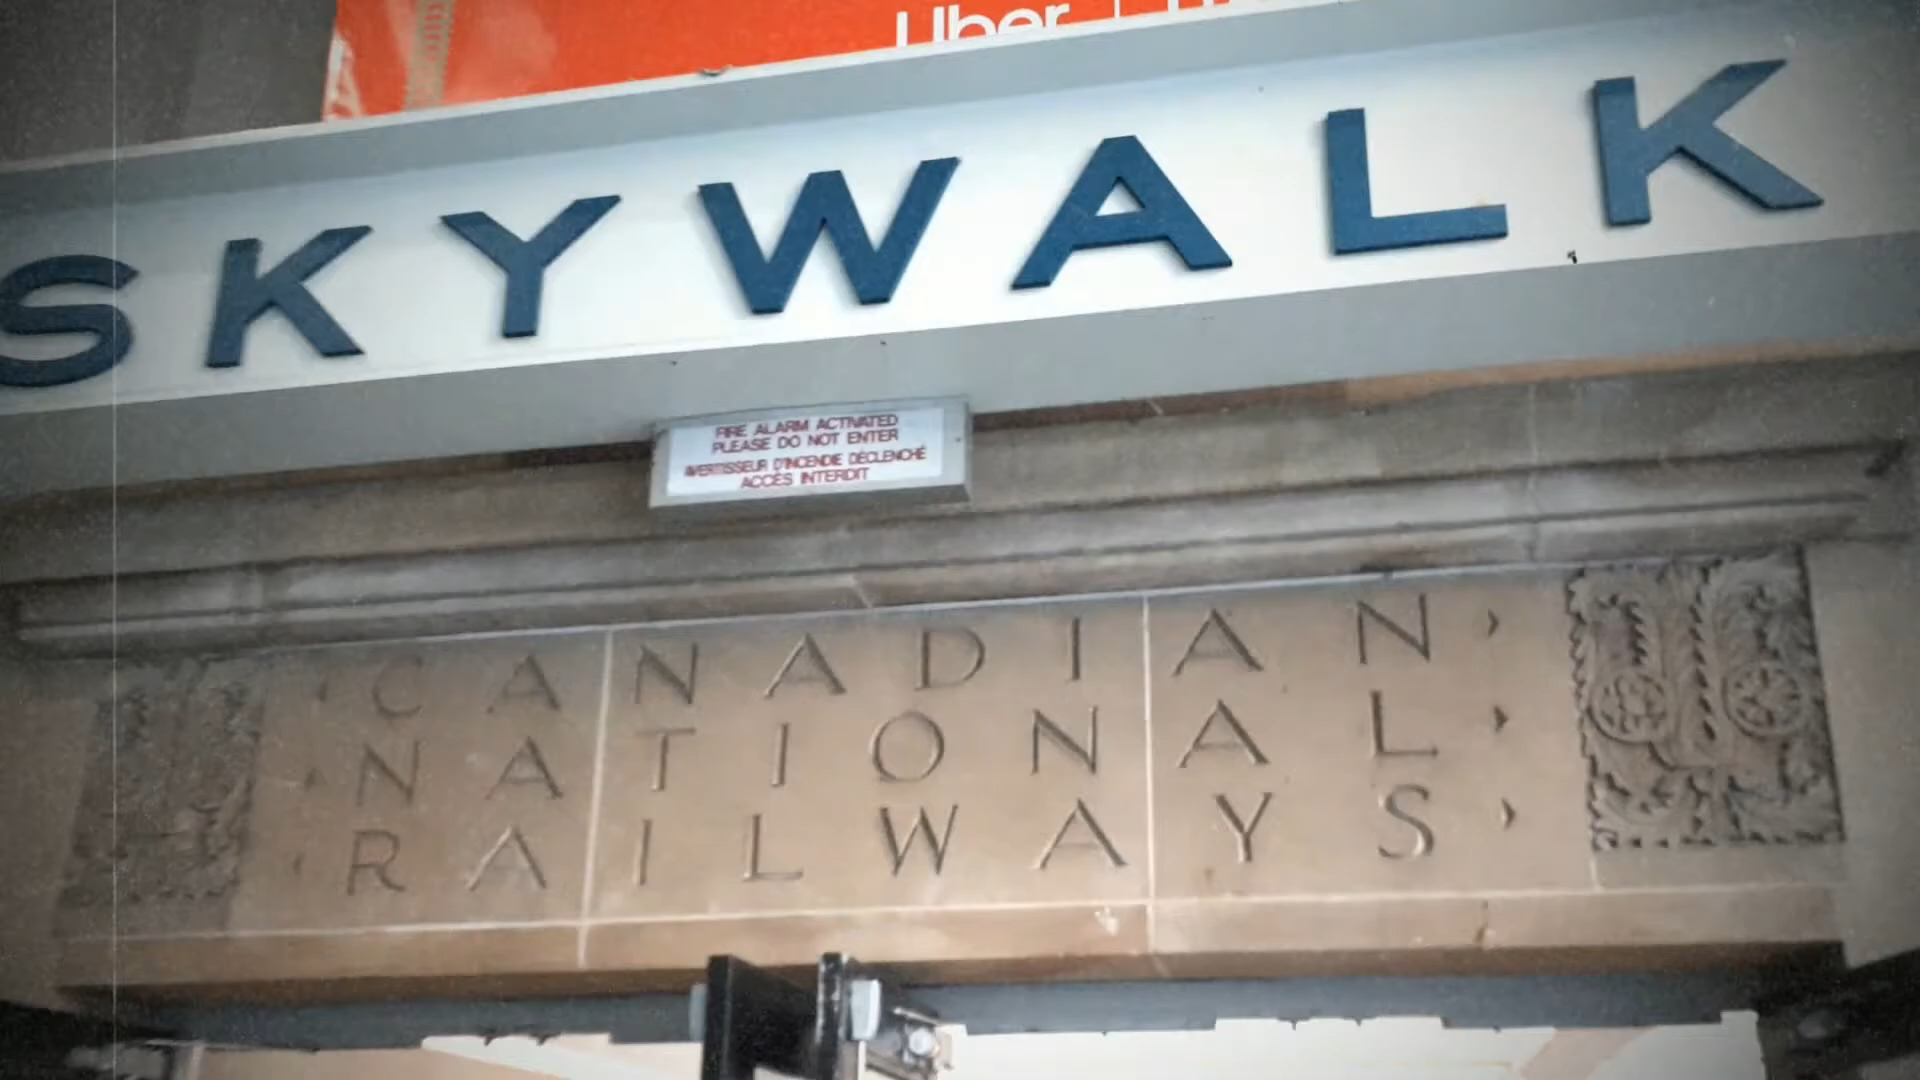 Uber
SKYWALK
FIRE ALARM ACTIVATED
PLEASE DO NOT ENTER
AVERTISSEUR D'INCENDIE DÉCLENCHÉ
ACCÈS INTERDIT
CANADIAN
NATIONAL
RAILWAYS